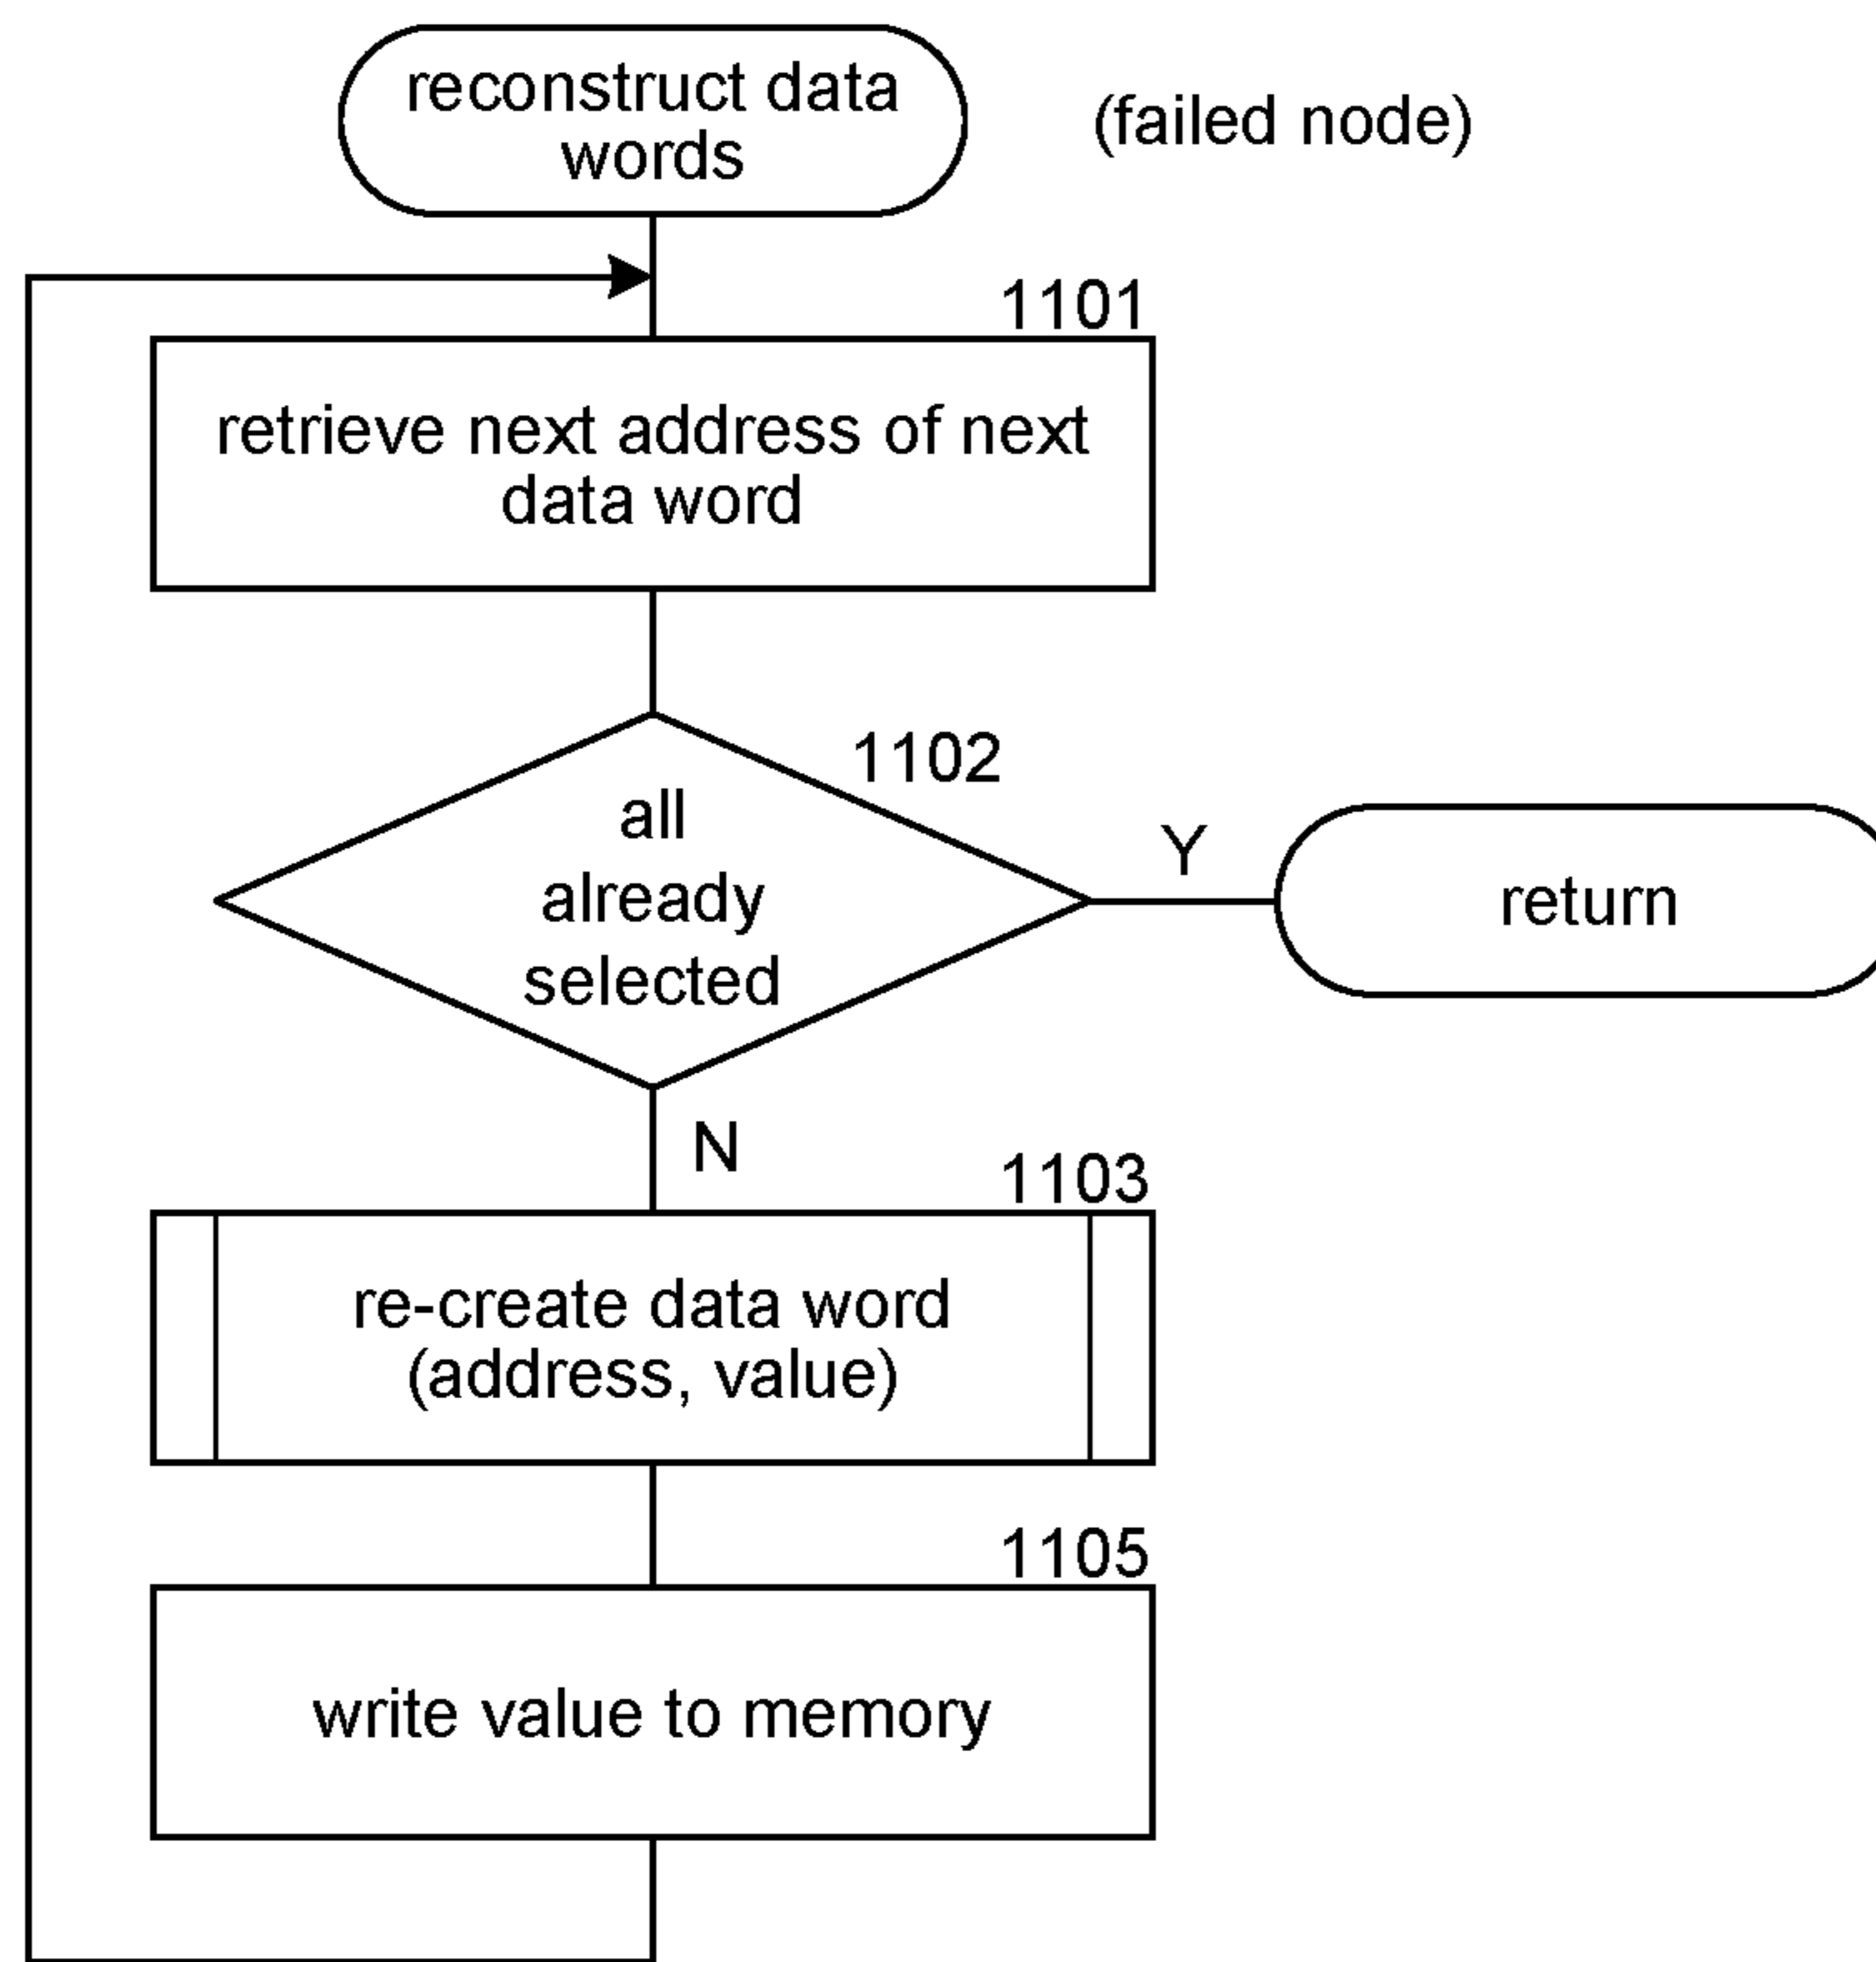 reconstruct data
words
(failed node)
1101
retrieve next address of next
data word
1102
all
already
selected
Y
return
N
1103
re-create data word
(address, value)
1105
write value to memory